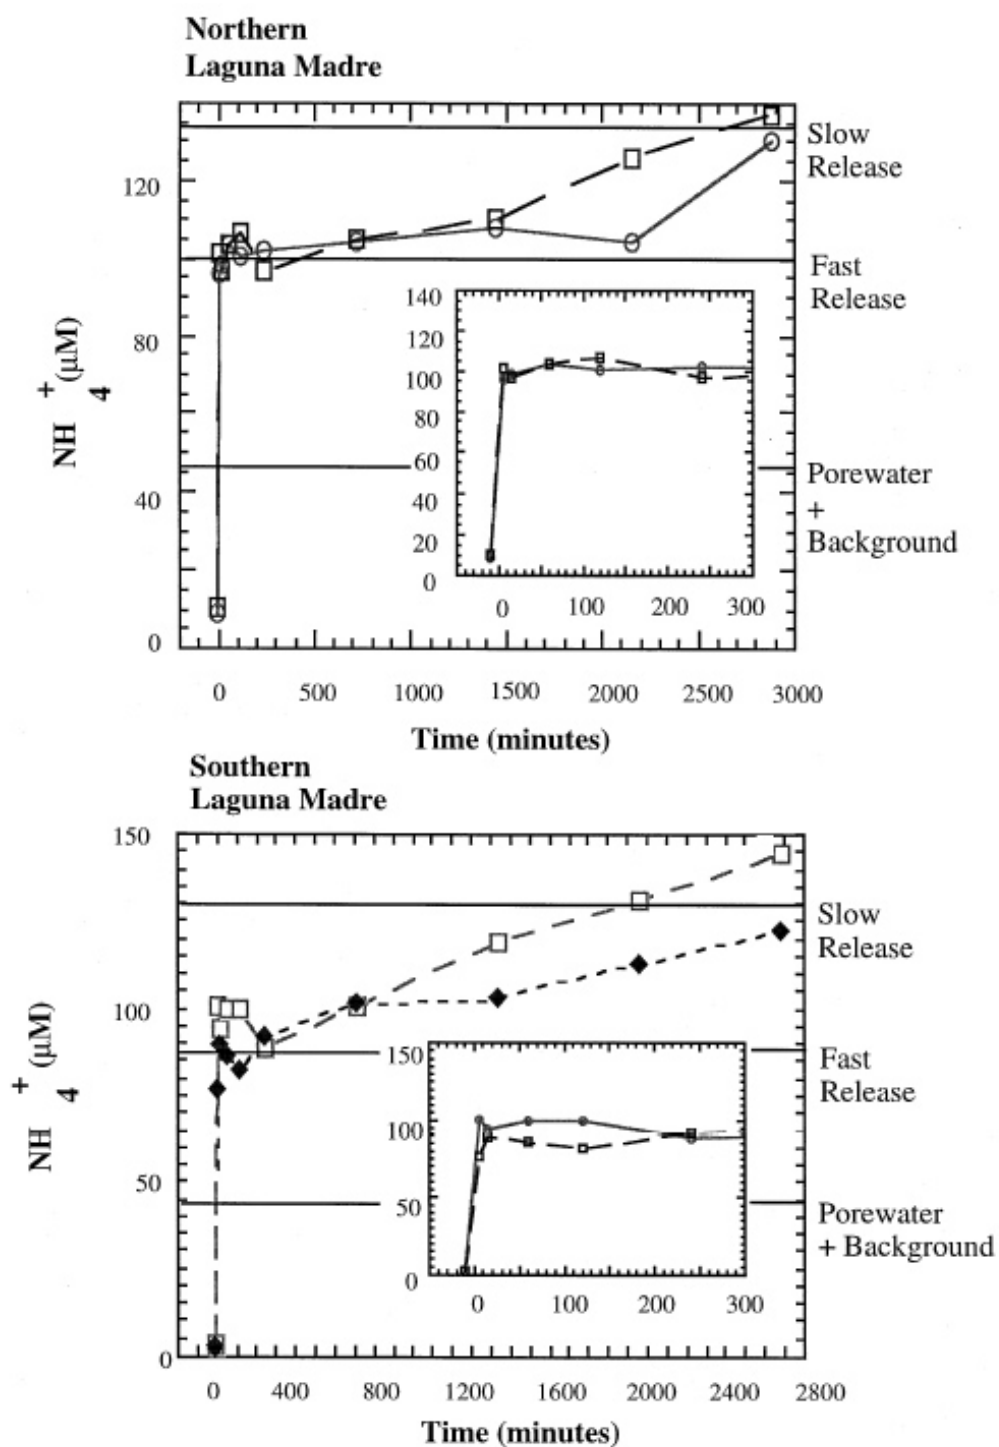 Northern
Laguna Madre
Slow
Release
120
Fast
Release
140
120
100
80
80
60
Porewater
+
Background
40
40
20
0
0 100 200 300
0
NH4+ (µM)
0 500 1000 1500 2000 2500 3000
Time (minutes)
Southern
Laguna Madre
150
Slow
Release
100
150
Fast
Release
100
50
50
Porewater
+ Background
0
0 100 200 300
0
NH4+ (µM)
0 400 800 1200 1600 2000 2400 2800
Time (minutes)